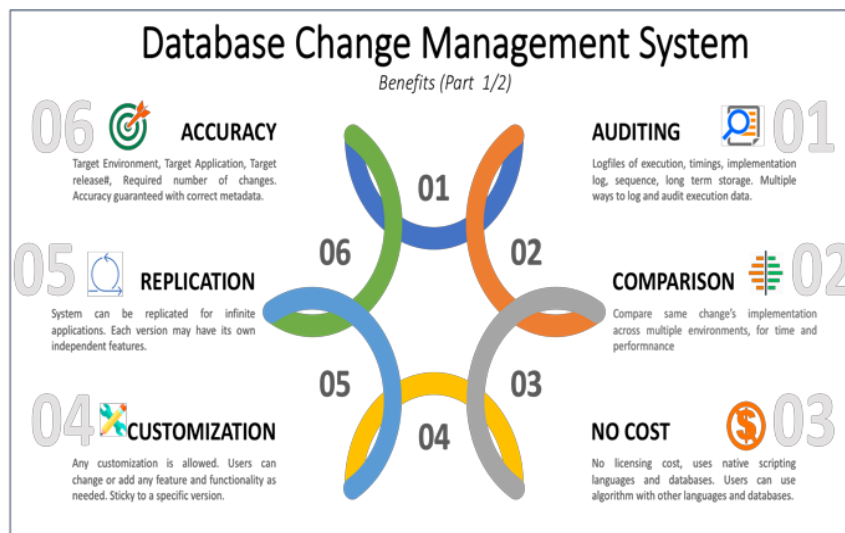 Database Change Management System
Benefits (Part 1/2)
06
ACCURACY
Target Environment, Target Application, Target
release#, Required number of changes.
Accuracy guaranteed with correct metadata.
AUDITING
01
Logfiles of execution, timings, implementation
log, sequence, long term storage. Multiple
ways to log and audit execution data.
01
06
02
05
REPLICATION
System can be replicated for infinite
applications. Each version may have its own
independent features.
COMPARISON
02
Compare same change's implementation
across multiple environments, for time and
performnance
05
03
04
04
CUSTOMIZATION
Any customization is allowed. Users can
change or add any feature and functionality as
needed. Sticky to a specific version.
NO COST
03
No licensing cost, uses native scripting
languages and databases. Users can use
algorithm with other languages and databases.